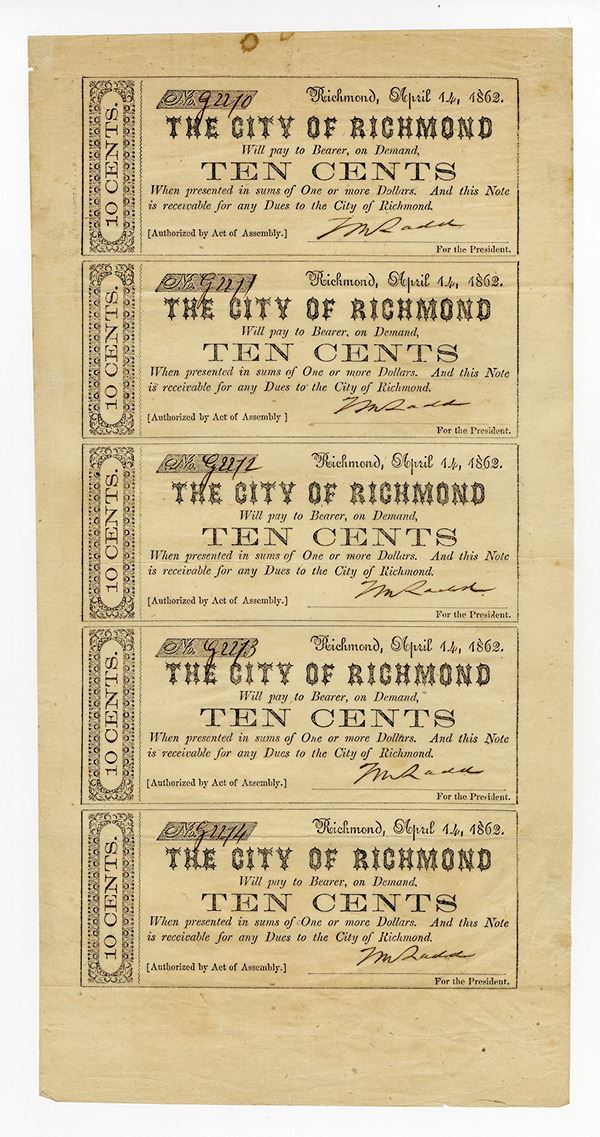 10 CENTS.
No. G2210 Richmond, April 14, 1862.
THE CITY OF RICHMOND
Will pay to Bearer, on Demand,
TEN CENTS
When presented in sums of One or more Dollars. And this Note
is receivable for any Dues to the City of Richmond.
[Authorized by Act of Assembly.]
For the President.
10 CENTS.
No. G2211 Richmond, April 14, 1862.
THE CITY OF RICHMOND
Will pay to Bearer, on Demand,
TEN CENTS
When presented in sums of One or more Dollars. And this Note
is receivable for any Dues to the City of Richmond.
[Authorized by Act of Assembly ]
For the President.
10 CENTS.
No. G2212 Richmond, April 14, 1862.
THE CITY OF RICHMOND
Will pay to Bearer, on Demand,
TEN CENTS
When presented in sums of One or more Dollars. And this Note
is receivable for any Dues to the City of Richmond.
[Authorized by Act of Assembly.]
For the President.
10 CENTS.
No. G2213 Richmond, April 14, 1862.
THE CITY OF RICHMOND
Will pay to Bearer, on Demand,
TEN CENTS
When presented in sums of One or more Dollars. And this Note
is receivable for any Dues to the City of Richmond.
[Authorized by Act of Assembly.]
For the President.
10 CENTS.
No. G2214 Richmond, April 14, 1862.
THE CITY OF RICHMOND
Will pay to Bearer, on Demand,
TEN CENTS
When presented in sums of One or more Dollars. And this Note
is receivable for any Dues to the City of Richmond.
[Authorized by Act of Assembly.]
For the President.